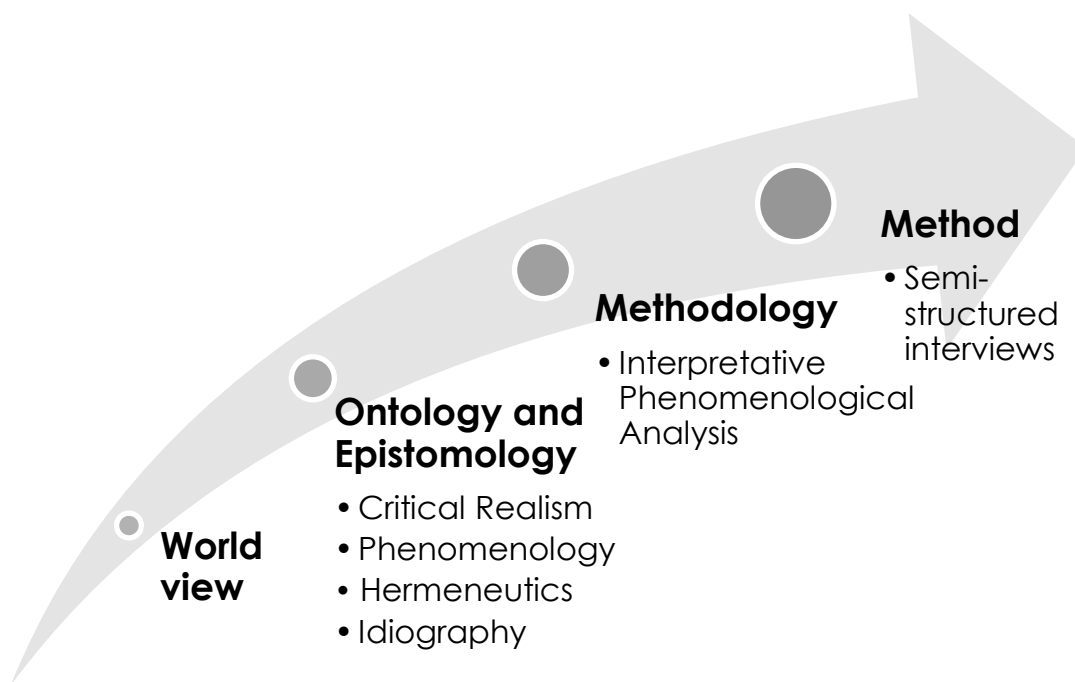 World
view
Ontology and
Epistomology
• Critical Realism
• Phenomenology
• Hermeneutics
• Idiography
Methodology
• Interpretative
Phenomenological
Analysis
Method
• Semi-
structured
interviews